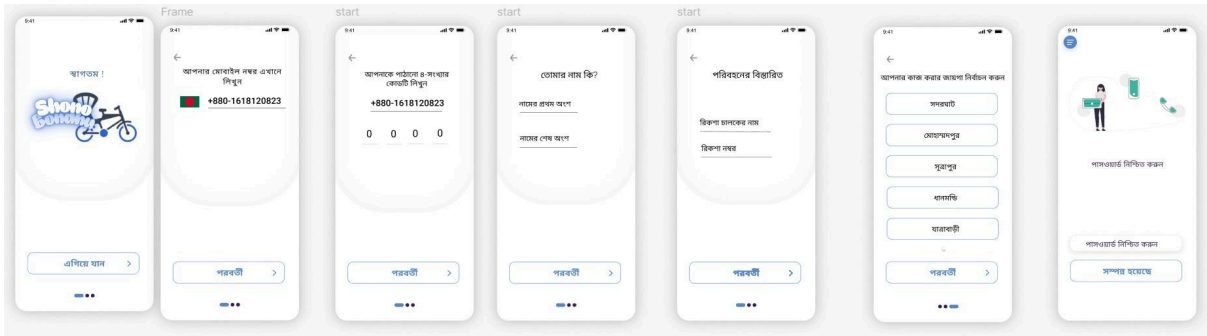 Frame
start
start
start
9:41
স্বাগতম !
Shono
bondhu
এগিয়ে যান
9:41
আপনার মোবাইল নম্বর এখানে
লিখুন
+880-1618120823
পরবর্তী
9:41
আপনাকে পাঠানো ৪-সংখ্যার
কোডটি লিখুন
+880-1618120823
0 0 0 0
পরবর্তী
9:41
তোমার নাম কি?
নামের প্রথম অংশ
নামের শেষ অংশ
পরবর্তী
9:41
পরিবহনের বিস্তারিত
রিকশা চালকের নাম
রিকশা নম্বর
পরবর্তী
9:41
আপনার কাজ করার জায়গা নির্বাচন করুন
সদরঘাট
মোহাম্মদপুর
সূত্রাপুর
ধানমন্ডি
যাত্রাবাড়ী
পরবর্তী
9:41
পাসওয়ার্ড নিশ্চিত করুন
পাসওয়ার্ড নিশ্চিত করুন
সম্পন্ন হয়েছে